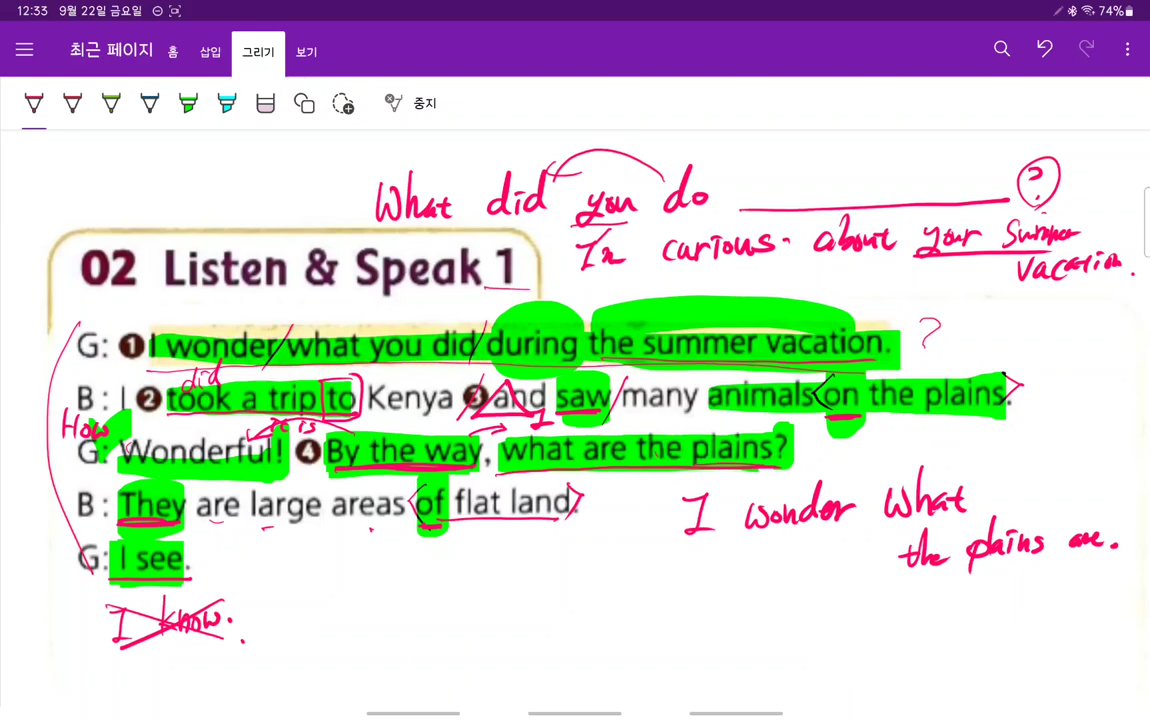 12:33 9월 22일 금요일 74%
최근 페이지 홈 삽입 그리기 보기
중지
What did you do ?
I'm curious. about your summer
vacation.
02 Listen & Speak 1
G: ❶ I wonder what you did during the summer vacation. ?
did
B : I ❷ took a trip to Kenya ❸ and saw many animals on the plains.
How it is I
G: Wonderful! ❹ By the way, what are the plains?
B : They are large areas of flat land.
I wonder what
the plains are.
G: I see.
I know.